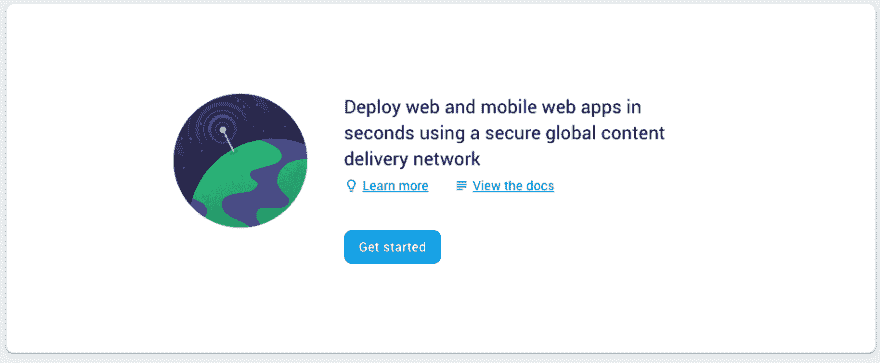 Deploy web and mobile web apps in
seconds using a secure global content
delivery network
Learn more View the docs
Get started